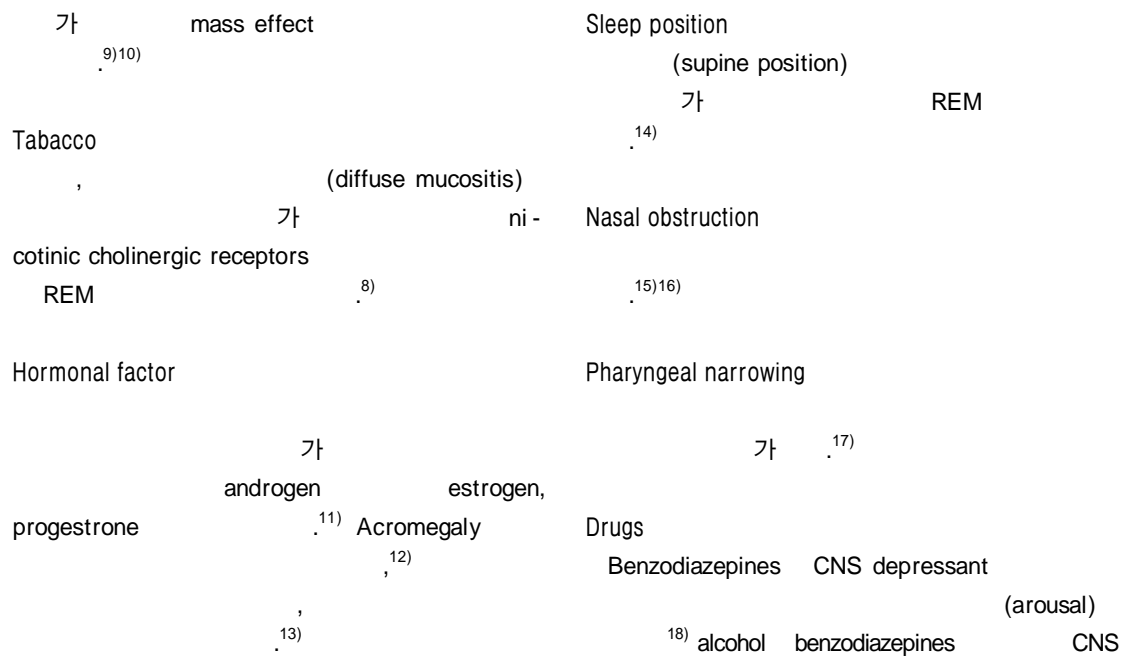 가 mass effect
.9)10)
Tabacco
, (diffuse mucositis)
가 ni-
cotinic cholinergic receptors
REM .8)
Hormonal factor
가
androgen estrogen,
progestrone .11) Acromegaly
,12)
,
.13)
Sleep position
(supine position)
가 REM
.14)
Nasal obstruction
.15)16)
Pharyngeal narrowing
가 .17)
Drugs
Benzodiazepines CNS depressant
(arousal)
18) alcohol benzodiazepines CNS